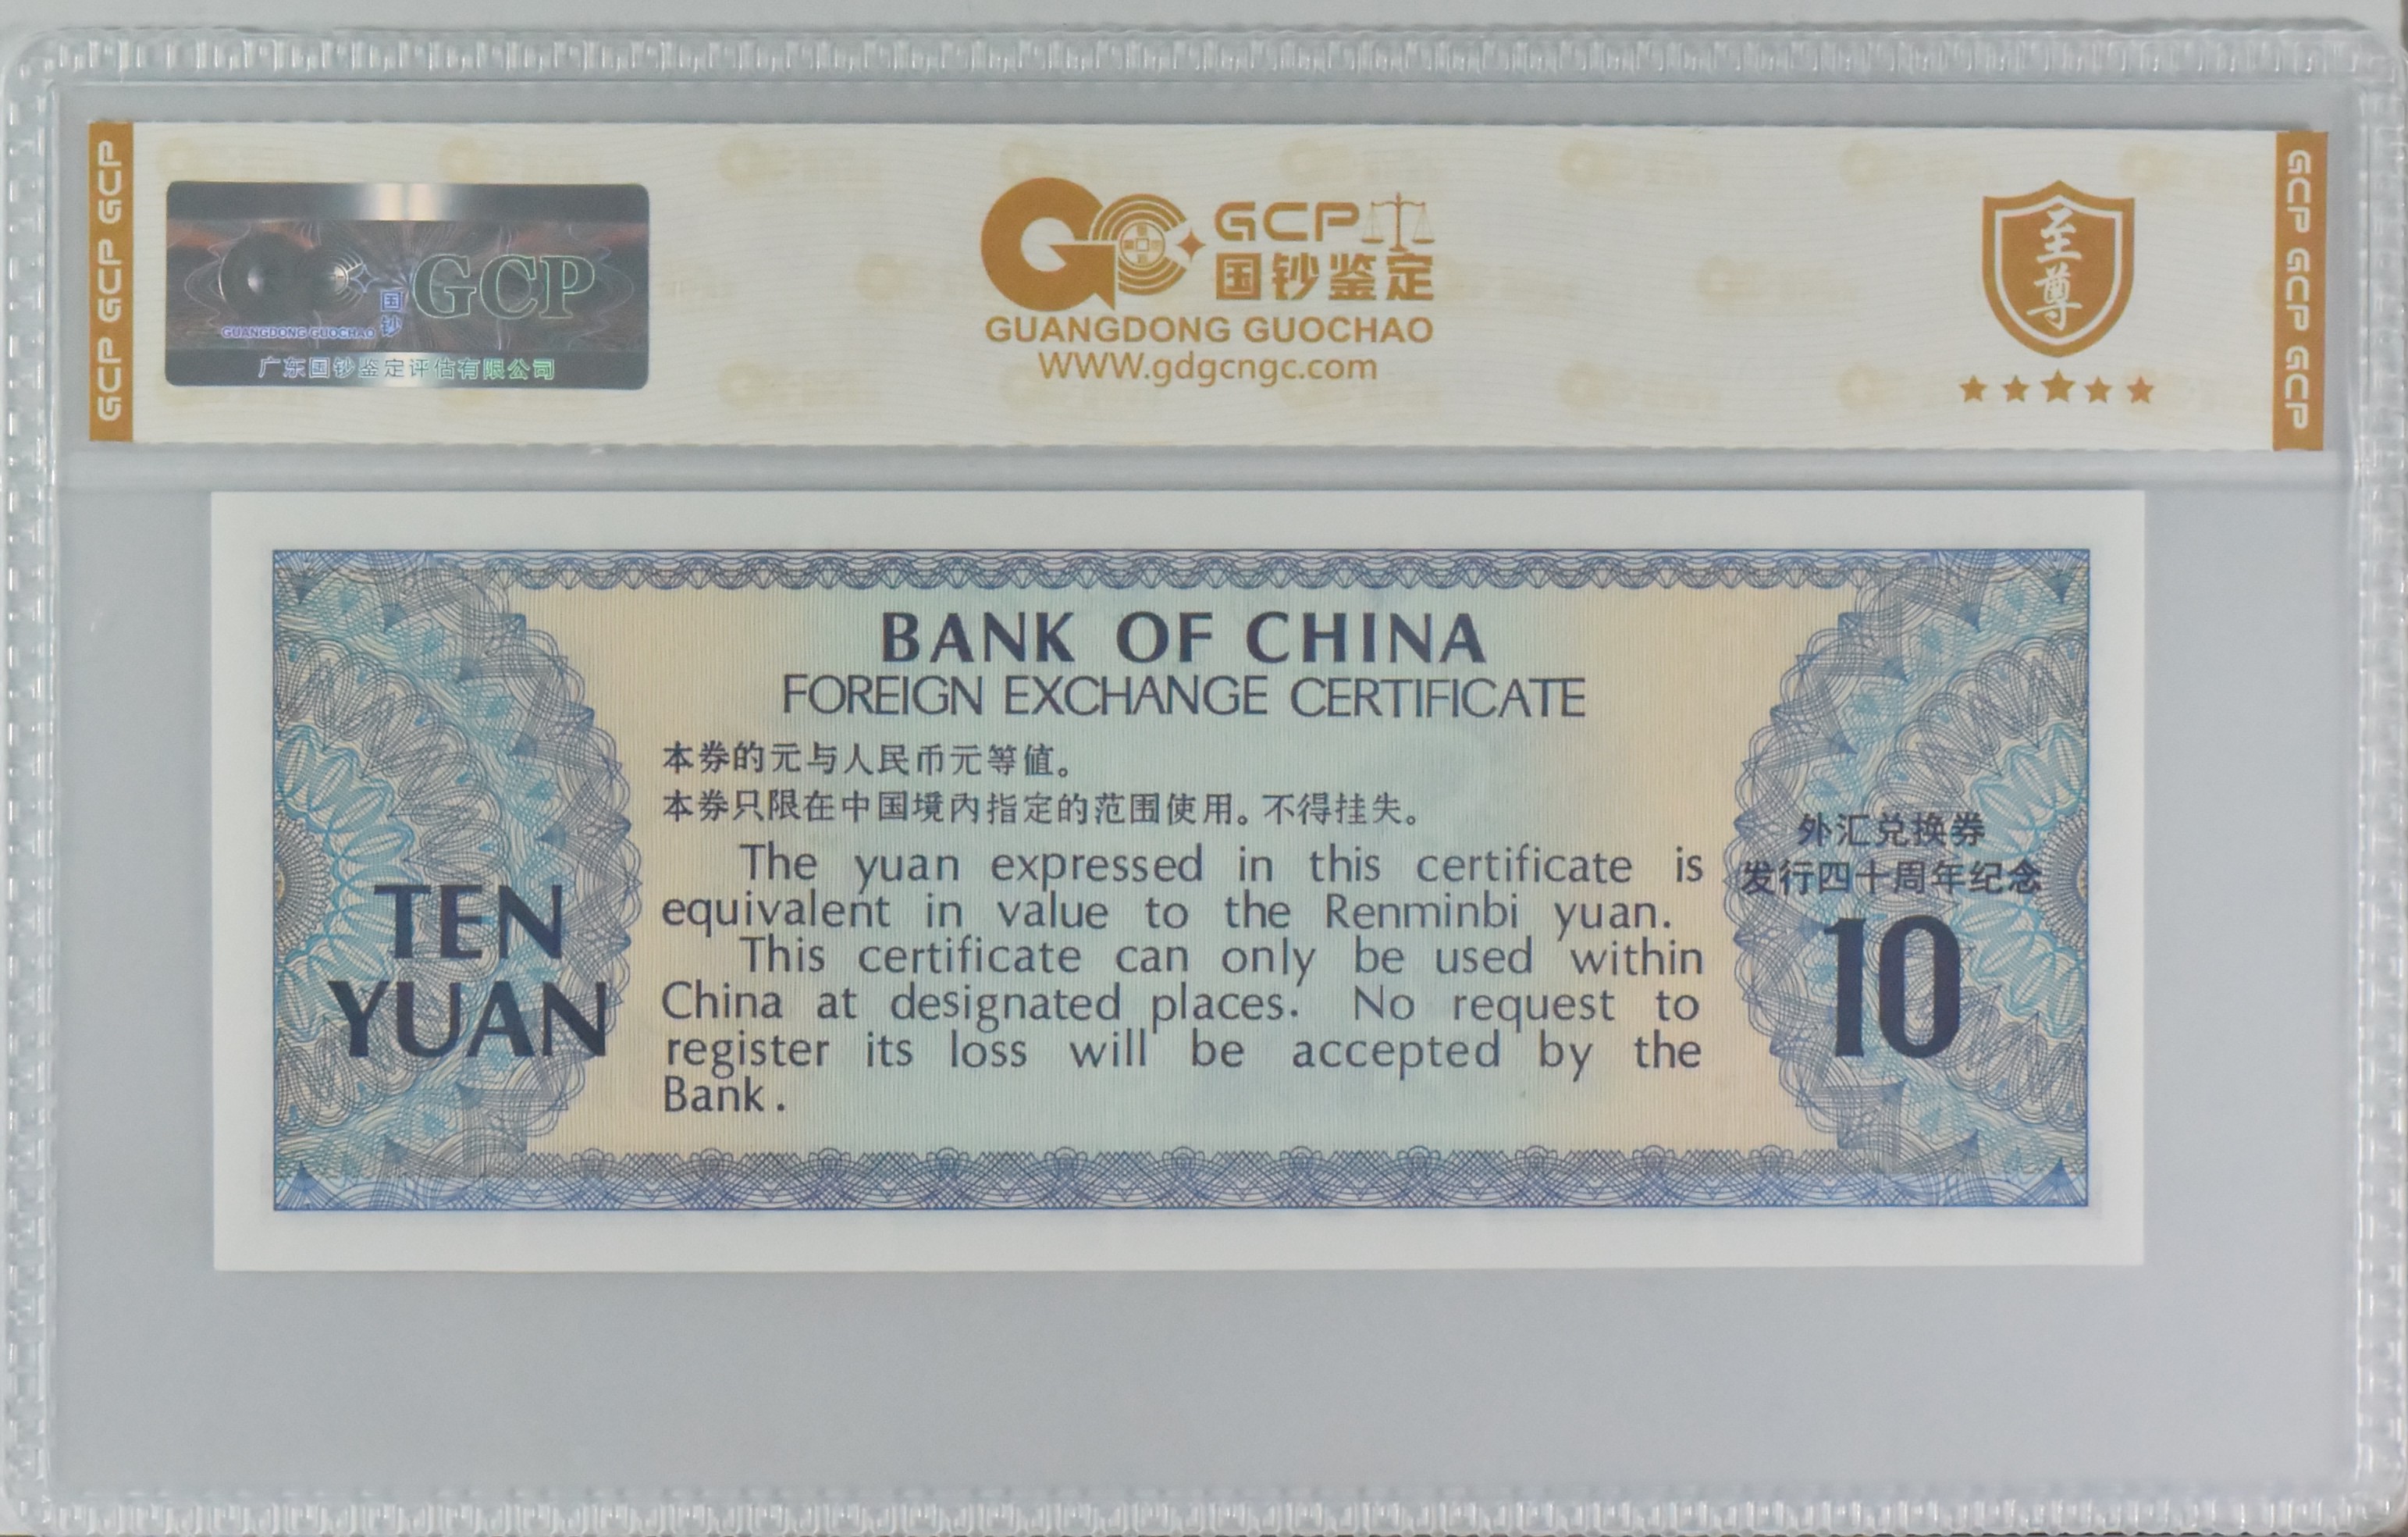 GCP GCP GCP
GUANGDONG GUOCHAO
国钞
GCP
广东国钞鉴定评估有限公司
GCP
国钞鉴定
GUANGDONG GUOCHAO
WWW.gdgcngc.com
至尊
GCP GCP GCP
BANK OF CHINA
FOREIGN EXCHANGE CERTIFICATE
本券的元与人民币元等值。
本券只限在中国境内指定的范围使用。不得挂失。
The yuan expressed in this certificate is
equivalent in value to the Renminbi yuan.
This certificate can only be used within
China at designated places. No request to
register its loss will be accepted by the
Bank.
TEN
YUAN
外汇兑换券
发行四十周年纪念
10